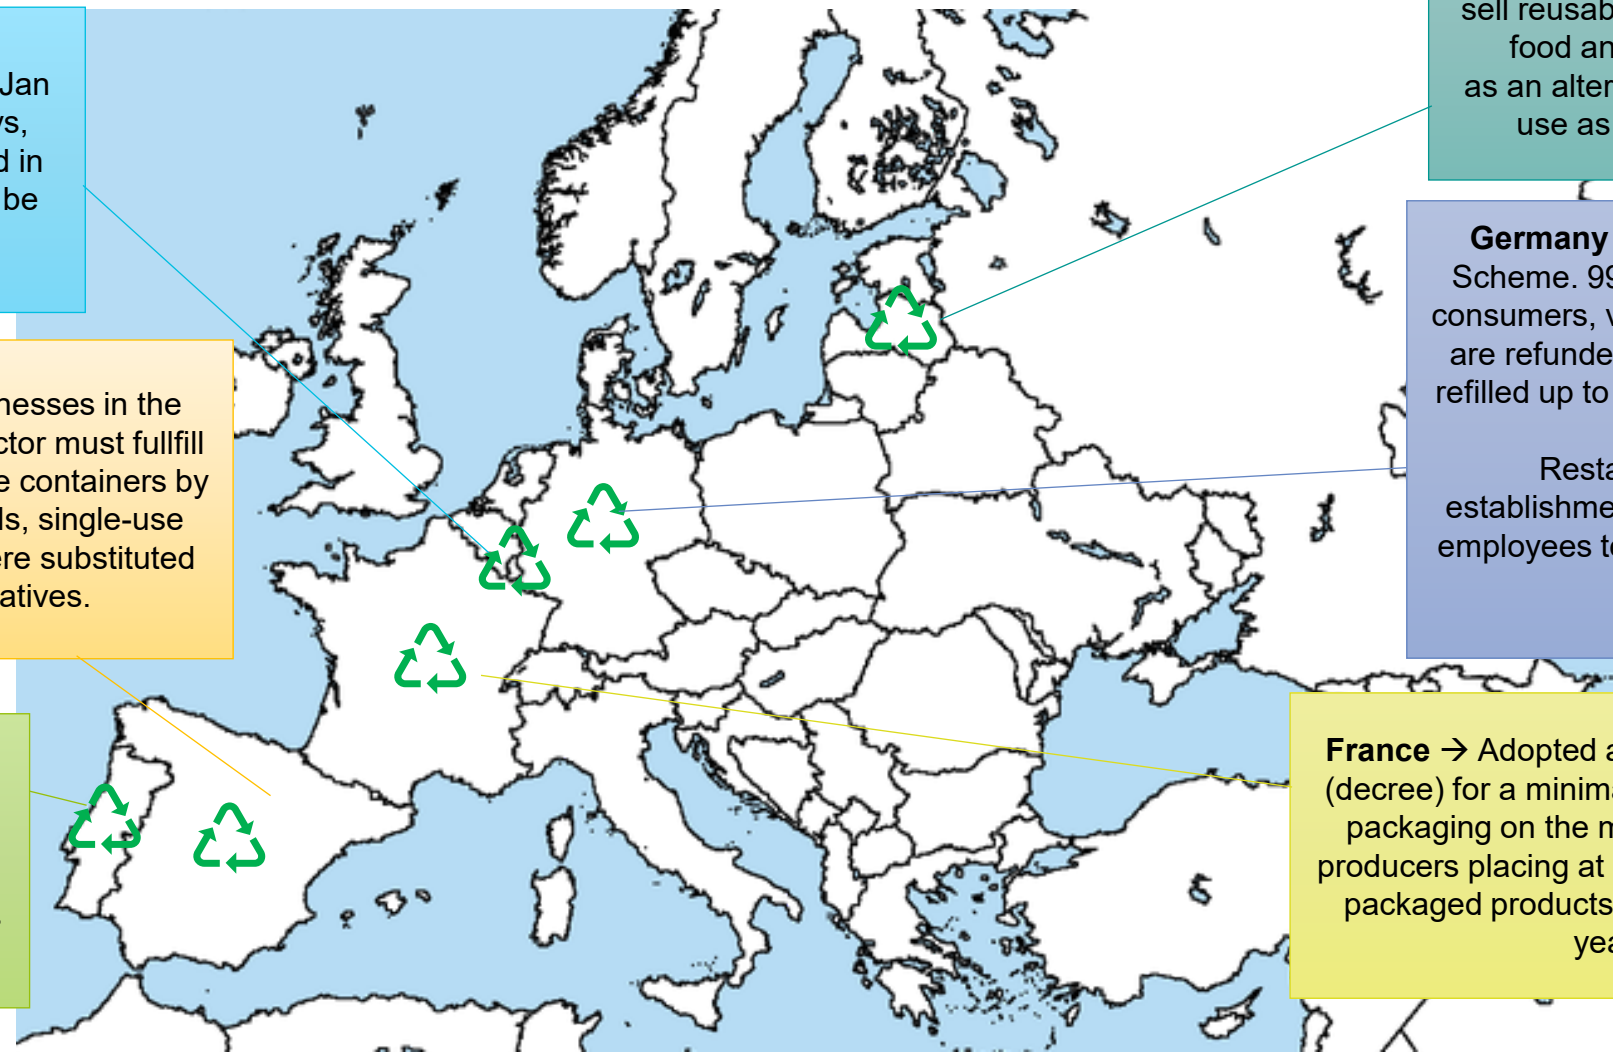 Jan
d in
be
nesses in the
ctor must fullfill
e containers by
ls, single-use
ere substituted
atives.
sell reusab
food an
as an alter
use as
Germany
Scheme. 99
consumers, v
are refunde
refilled up to
Resta
establishme
employees to
France → Adopted a
(decree) for a minima
packaging on the m
producers placing at
packaged products
yea